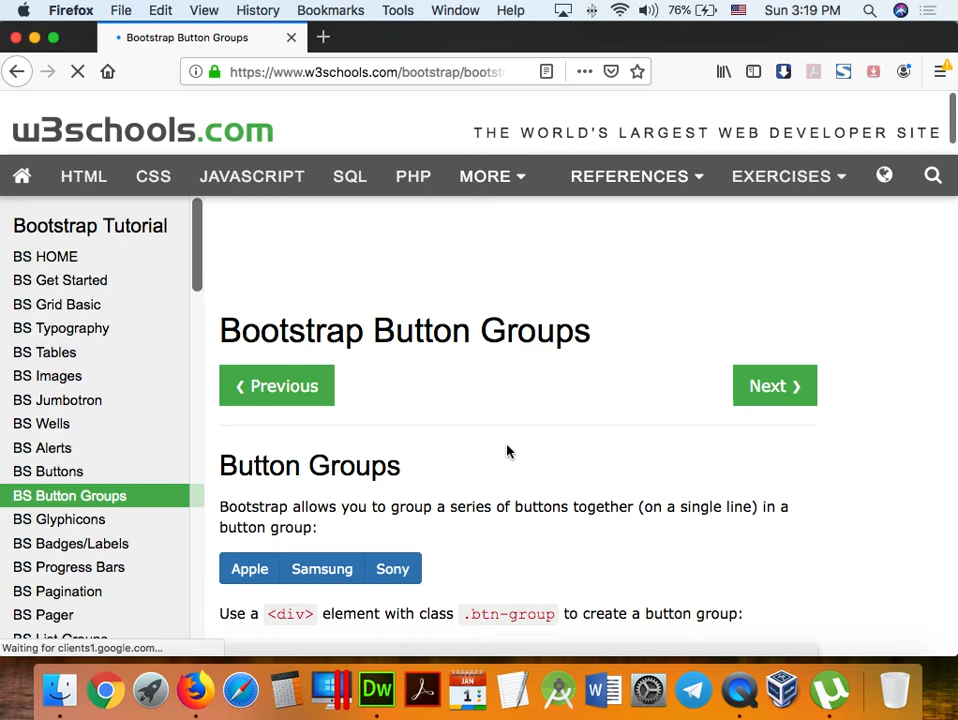 Firefox File Edit View History Bookmarks Tools Window Help 76% Sun 3:19 PM
Bootstrap Button Groups
https://www.w3schools.com/bootstrap/boots
w3schools.com
THE WORLD'S LARGEST WEB DEVELOPER SITE
HTML CSS JAVASCRIPT SQL PHP MORE REFERENCES EXERCISES
Bootstrap Tutorial
BS HOME
BS Get Started
BS Grid Basic
BS Typography
BS Tables
BS Images
BS Jumbotron
BS Wells
BS Alerts
BS Buttons
BS Button Groups
BS Glyphicons
BS Badges/Labels
BS Progress Bars
BS Pagination
BS Pager
BS List Groups
Bootstrap Button Groups
❮ Previous
Next ❯
Button Groups
Bootstrap allows you to group a series of buttons together (on a single line) in a
button group:
Apple Samsung Sony
Use a <div> element with class .btn-group to create a button group:
Waiting for clients1.google.com...
Dw
JAN
1
W